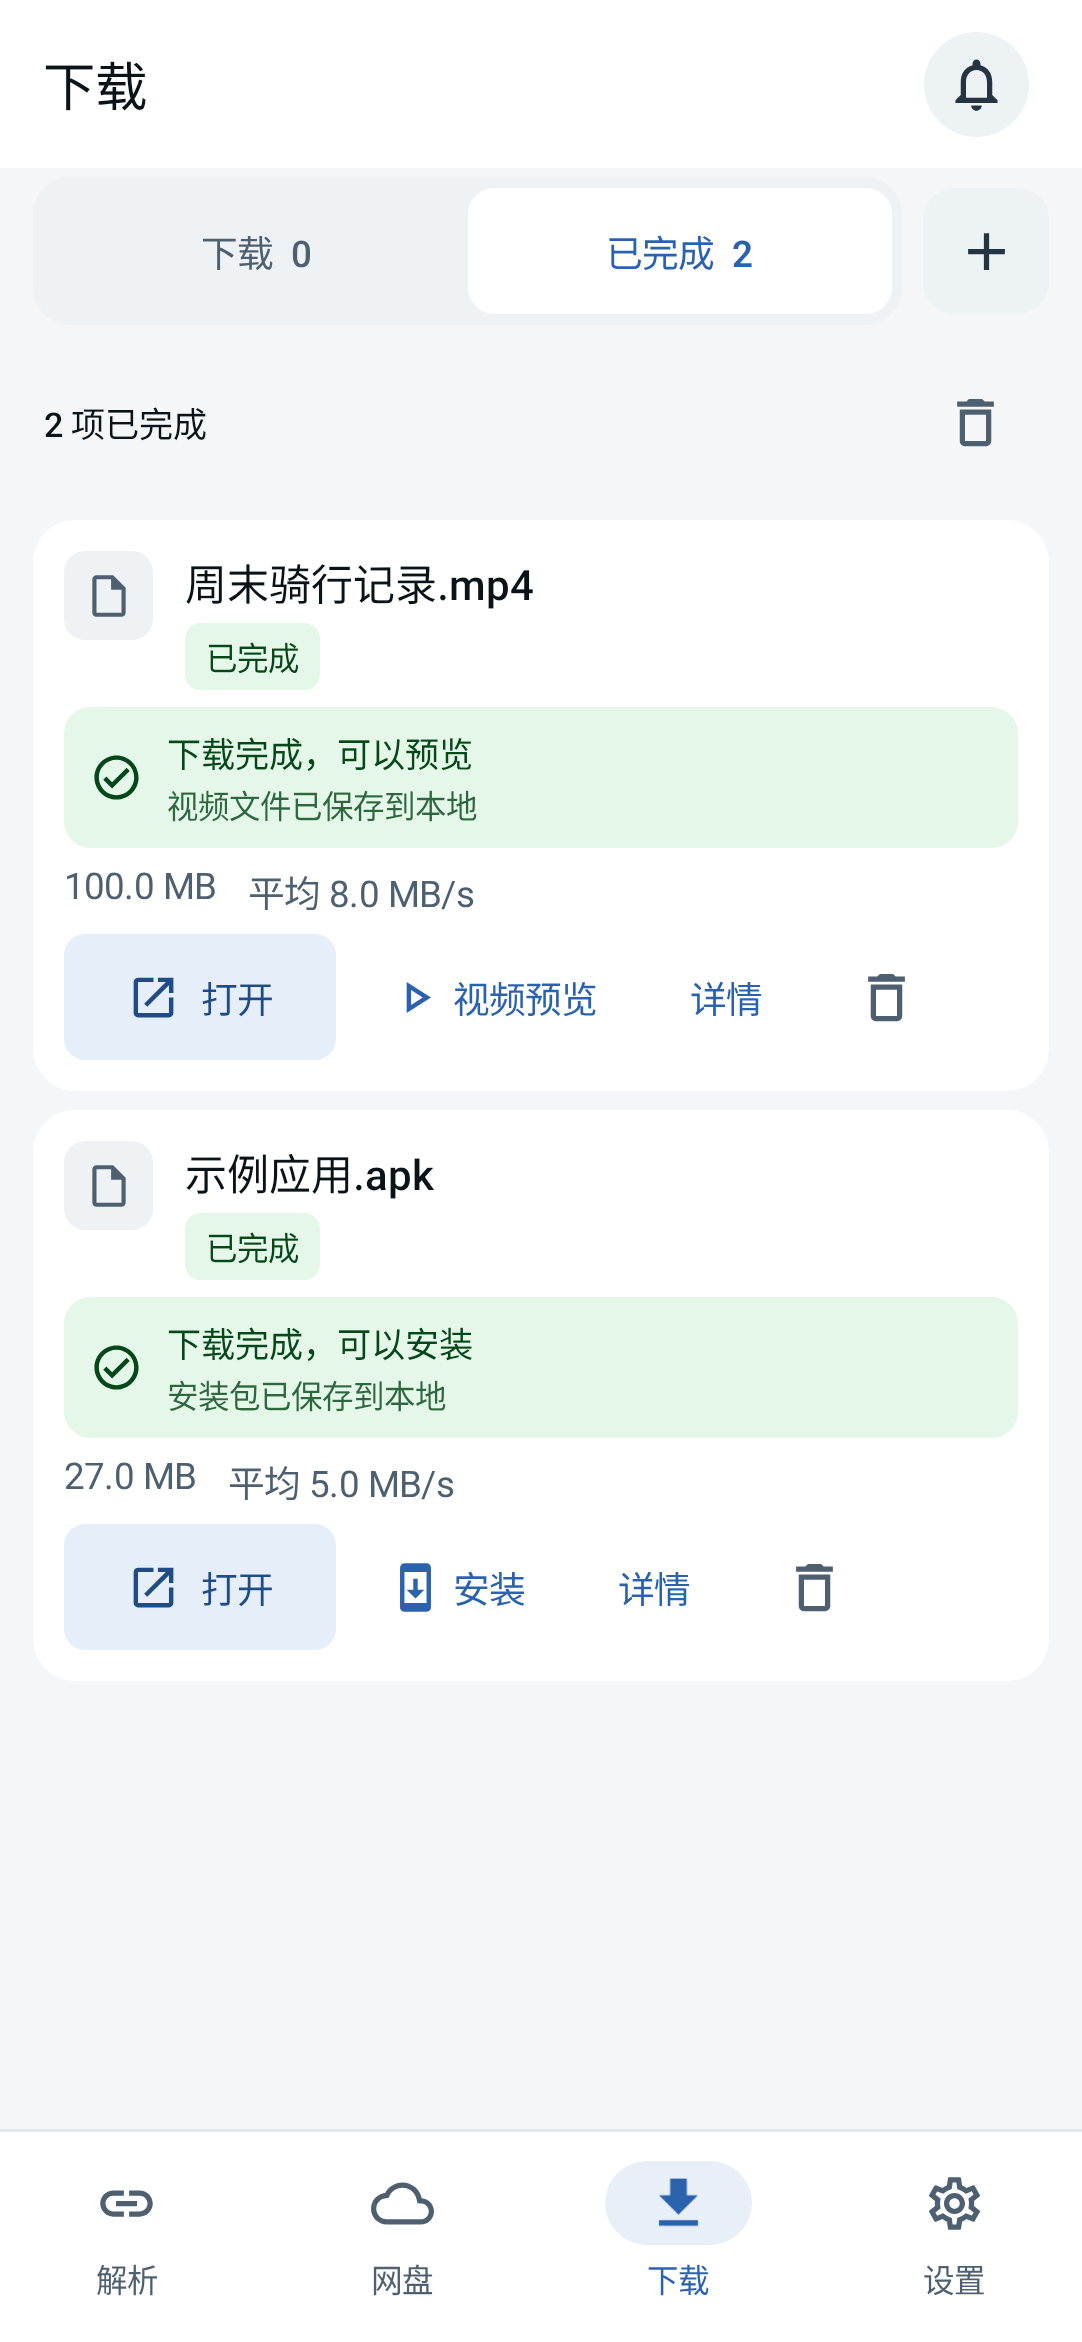 下载
下载 0
已完成 2
2 项已完成
周末骑行记录.mp4
已完成
下载完成，可以预览
视频文件已保存到本地
100.0 MB 平均 8.0 MB/s
打开 视频预览 详情
示例应用.apk
已完成
下载完成，可以安装
安装包已保存到本地
27.0 MB 平均 5.0 MB/s
打开 安装 详情
解析 网盘 下载 设置